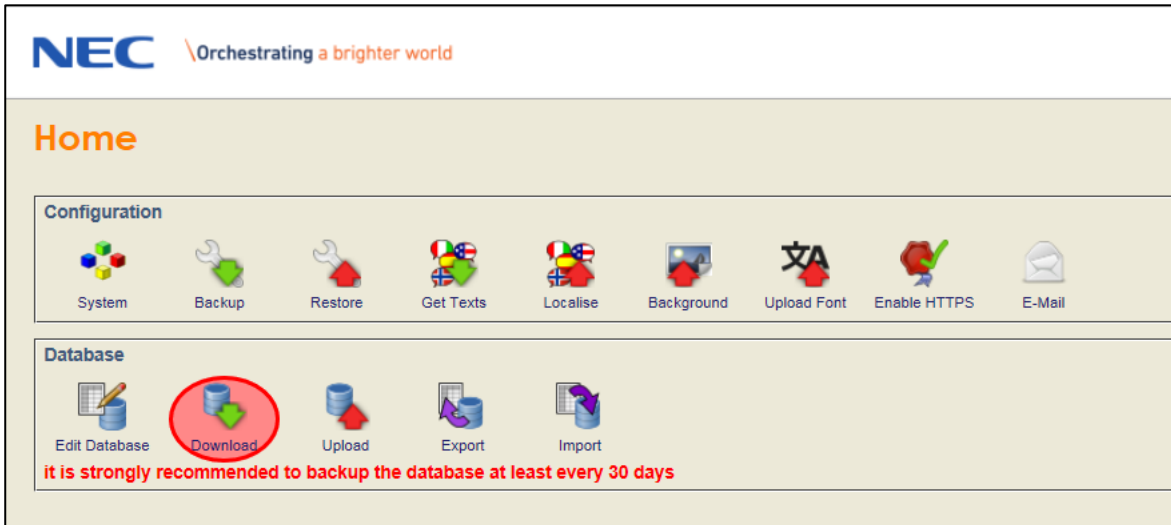 NEC \Orchestrating a brighter world
Home
Configuration
System Backup Restore Get Texts Localise Background Upload Font Enable HTTPS E-Mail
Database
Edit Database Download Upload Export Import
it is strongly recommended to backup the database at least every 30 days